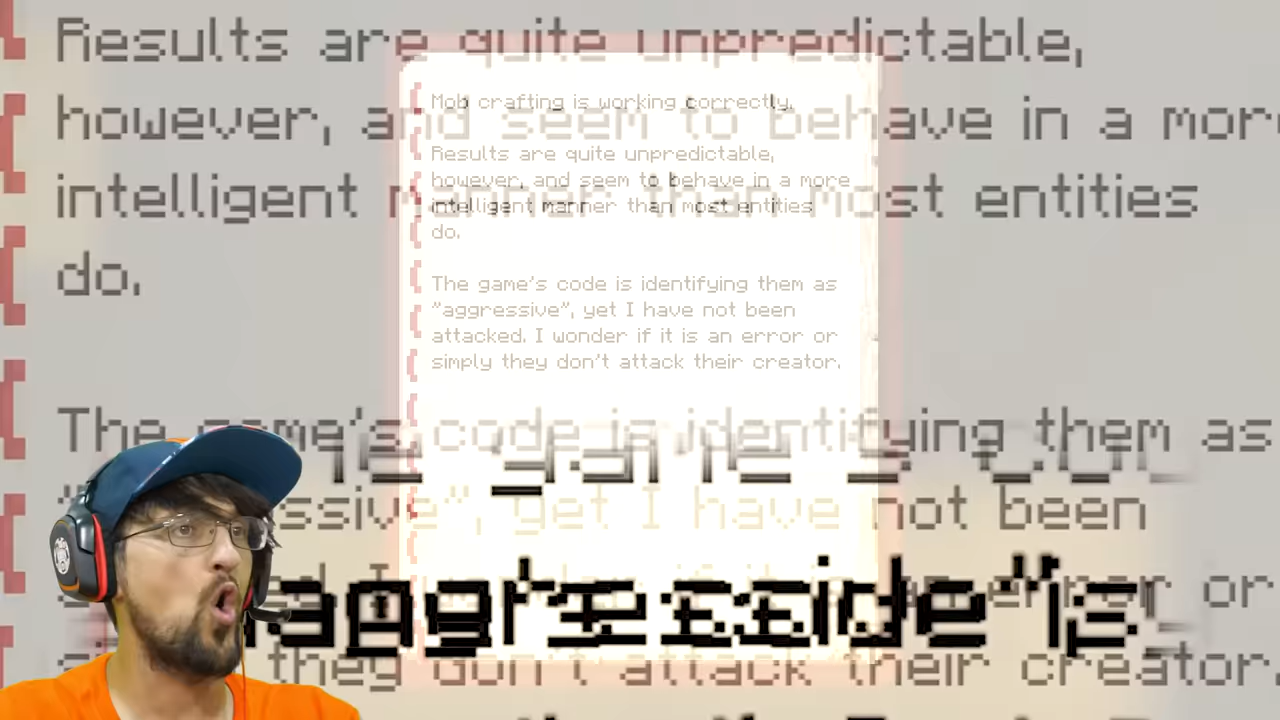 Results are quite unpredictable,
however, and seem to behave in a more
intelligent manner than most entities
do.
The game's code is identifying them as
not been
or
they don't attack their creator.
Mob crafting is working correctly.
Results are quite unpredictable,
however, and seem to behave in a more
intelligent manner than most entities
do.
The game's code is identifying them as
"aggressive", yet I have not been
attacked. I wonder if it is an error or
simply they don't attack their creator.